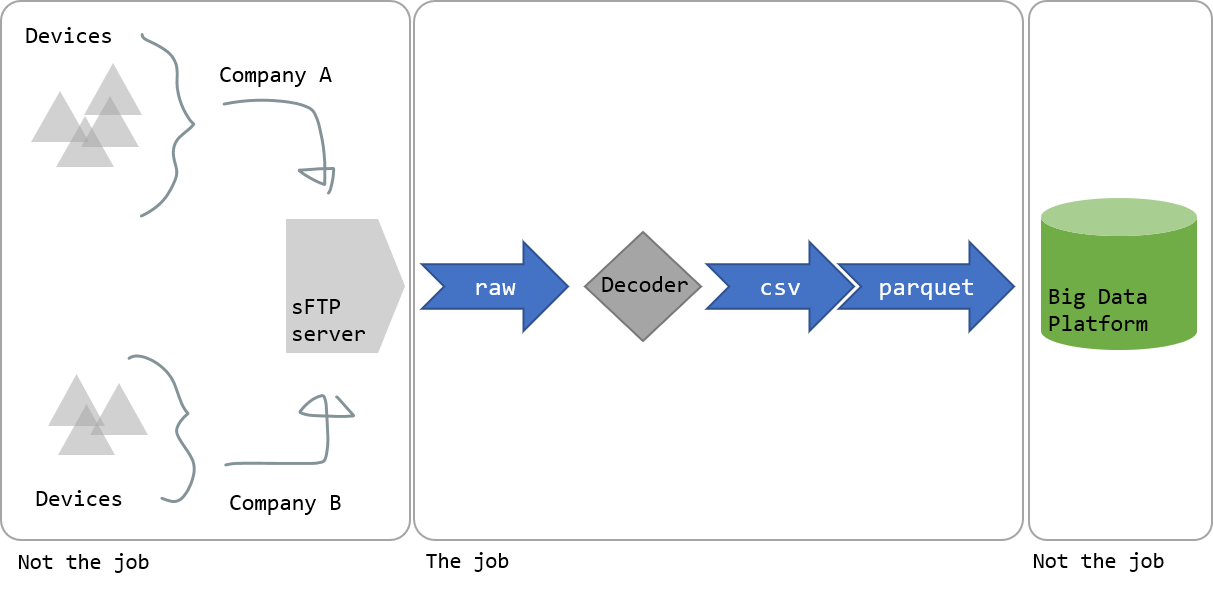 Devices
Company A
sFTP
server
Devices
Company B
Not the job
raw
Decoder
csv
parquet
The job
Big Data
Platform
Not the job